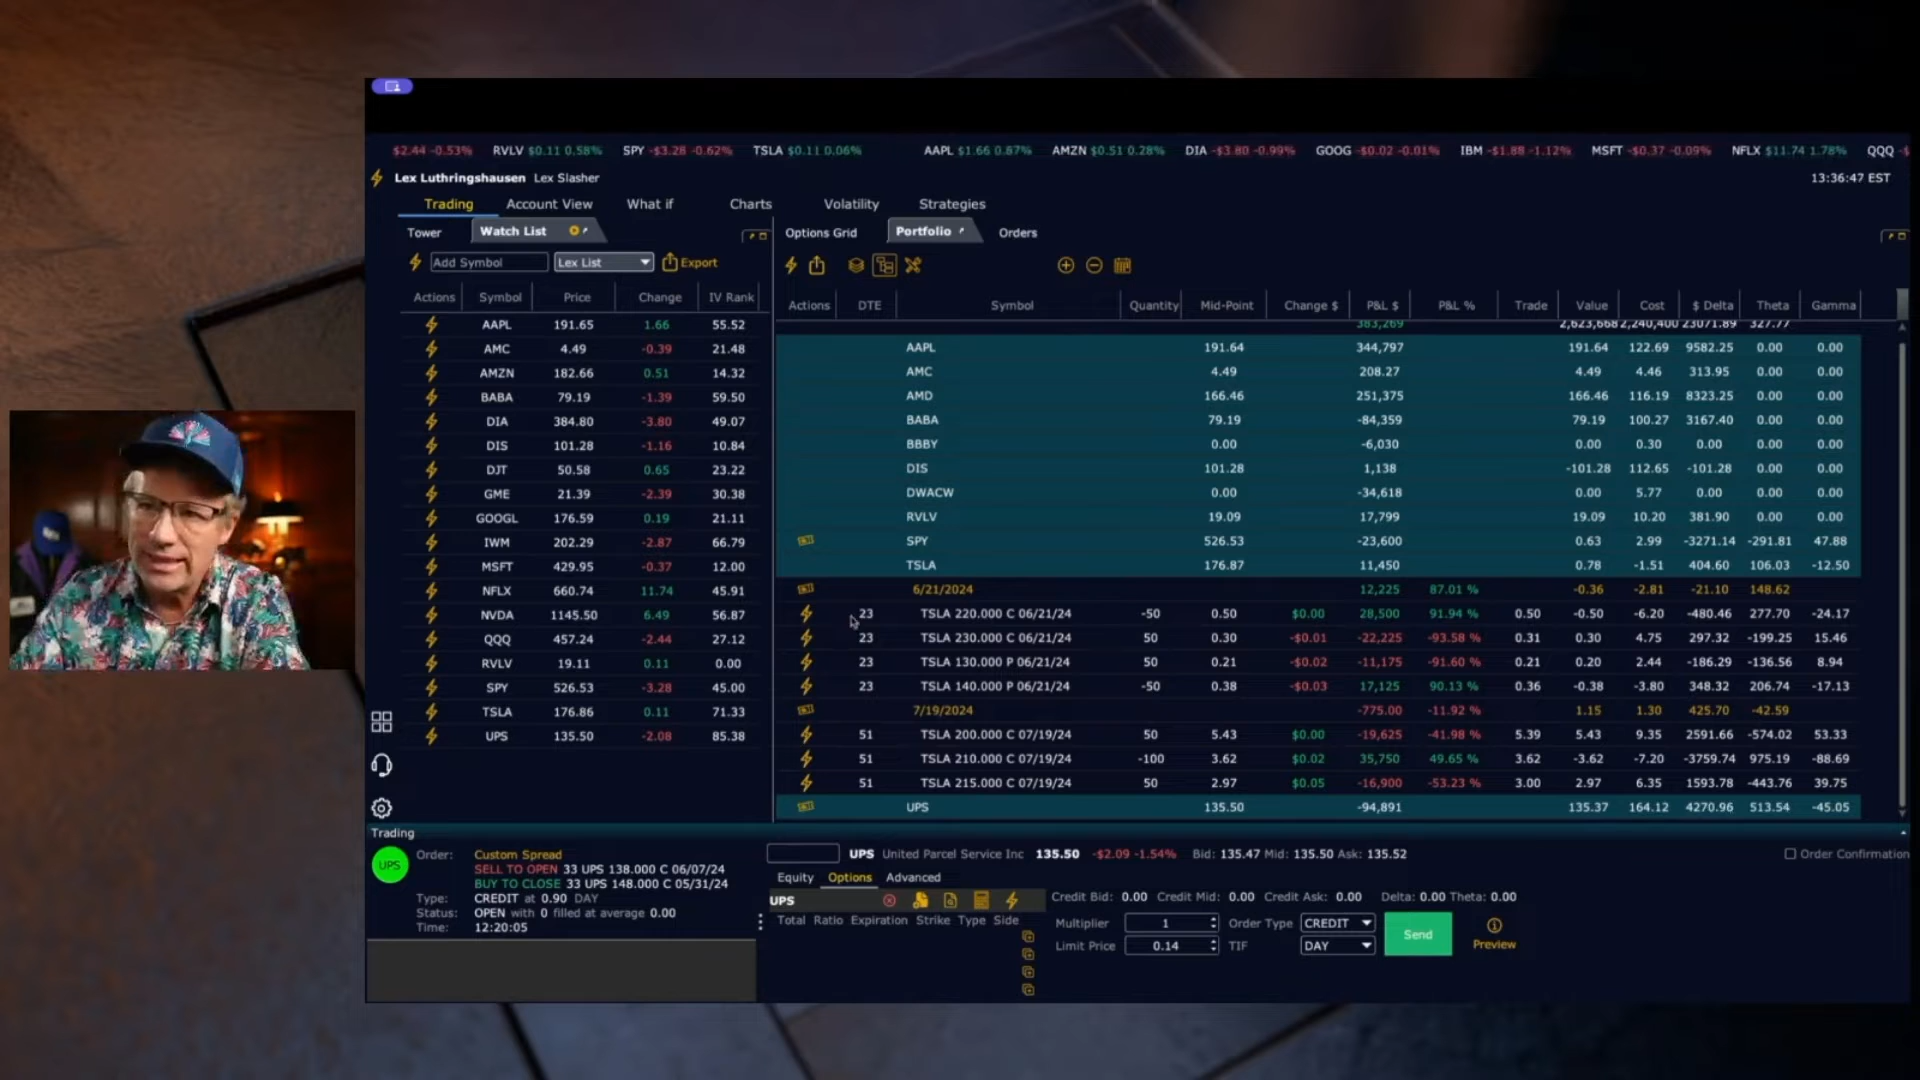 $2.44 -0.53% RVLV $0.11 0.58% SPY -$3.28 -0.62% TSLA $0.11 0.06% AAPL $1.66 0.87% AMZN $0.51 0.28% DIA -$3.80 -0.99% GOOG -$0.02 -0.01% IBM -$1.88 -1.12% MSFT -$0.37 -0.09% NFLX $11.74 1.78% QQQ
Lex Luthringshausen Lex Slasher 13:36:47 EST
Trading Account View What if Charts Volatility Strategies
Tower Watch List Options Grid Portfolio Orders
Add Symbol Lex List Export
Actions Symbol Price Change IV Rank
AAPL 191.65 1.66 55.52
AMC 4.49 -0.39 21.48
AMZN 182.66 0.51 14.32
BABA 79.19 -1.39 59.50
DIA 384.80 -3.80 49.07
DIS 101.28 -1.16 10.84
DJT 50.58 0.65 23.22
GME 21.39 -2.39 30.38
GOOGL 176.59 0.19 21.11
IWM 202.29 -2.87 66.79
MSFT 429.95 -0.37 12.00
NFLX 660.74 11.74 45.91
NVDA 1145.50 6.49 56.87
QQQ 457.24 -2.44 27.12
RVLV 19.11 0.11 0.00
SPY 526.53 -3.28 45.00
TSLA 176.86 0.11 71.33
UPS 135.50 -2.08 85.38
Actions DTE Symbol Quantity Mid-Point Change $ P&L $ P&L % Trade Value Cost $ Delta Theta Gamma
383,269 2,623,668 2,240,400 23071.89 327.77
AAPL 191.64 344,797 191.64 122.69 9582.25 0.00 0.00
AMC 4.49 208.27 4.49 4.46 313.95 0.00 0.00
AMD 166.46 251,375 166.46 116.19 8323.25 0.00 0.00
BABA 79.19 -84,359 79.19 100.27 3167.40 0.00 0.00
BBBY 0.00 -6,030 0.00 0.30 0.00 0.00 0.00
DIS 101.28 1,138 -101.28 112.65 -101.28 0.00 0.00
DWACW 0.00 -34,618 0.00 5.77 0.00 0.00 0.00
RVLV 19.09 17,799 19.09 10.20 381.90 0.00 0.00
SPY 526.53 -23,600 0.63 2.99 -3271.14 -291.81 47.88
TSLA 176.87 11,450 0.78 -1.51 404.60 106.03 -12.50
6/21/2024 12,225 87.01 % -0.36 -2.81 -21.10 148.62
23 TSLA 220.000 C 06/21/24 -50 0.50 $0.00 28,500 91.94 % 0.50 -0.50 -6.20 -480.46 277.70 -24.17
23 TSLA 230.000 C 06/21/24 50 0.30 -$0.01 -22,225 -93.58 % 0.31 0.30 4.75 297.32 -199.25 15.46
23 TSLA 130.000 P 06/21/24 50 0.21 -$0.02 -11,175 -91.60 % 0.21 0.20 2.44 -186.29 -136.56 8.94
23 TSLA 140.000 P 06/21/24 -50 0.38 -$0.03 17,125 90.13 % 0.36 -0.38 -3.80 348.32 206.74 -17.13
7/19/2024 -775.00 -11.92 % 1.15 1.30 425.70 -42.59
51 TSLA 200.000 C 07/19/24 50 5.43 $0.00 -19,625 -41.98 % 5.39 5.43 9.35 2591.66 -574.02 53.33
51 TSLA 210.000 C 07/19/24 -100 3.62 $0.02 35,750 49.65 % 3.62 -3.62 -7.20 -3759.74 975.19 -88.69
51 TSLA 215.000 C 07/19/24 50 2.97 $0.05 -16,900 -53.23 % 3.00 2.97 6.35 1593.78 -443.76 39.75
UPS 135.50 -94,891 135.37 164.12 4270.96 513.54 -45.05
Trading
UPS
Order: Custom Spread
SELL TO OPEN 33 UPS 138.000 C 06/07/24
BUY TO CLOSE 33 UPS 148.000 C 05/31/24
Type: CREDIT at 0.90 DAY
Status: OPEN with 0 filled at average 0.00
Time: 12:20:05
UPS United Parcel Service Inc 135.50 -$2.09 -1.54% Bid: 135.47 Mid: 135.50 Ask: 135.52 Order Confirmation
Equity Options Advanced
UPS Credit Bid: 0.00 Credit Mid: 0.00 Credit Ask: 0.00 Delta: 0.00 Theta: 0.00
Total Ratio Expiration Strike Type Side
Multiplier 1 Order Type CREDIT
Limit Price 0.14 TIF DAY
Send
Preview